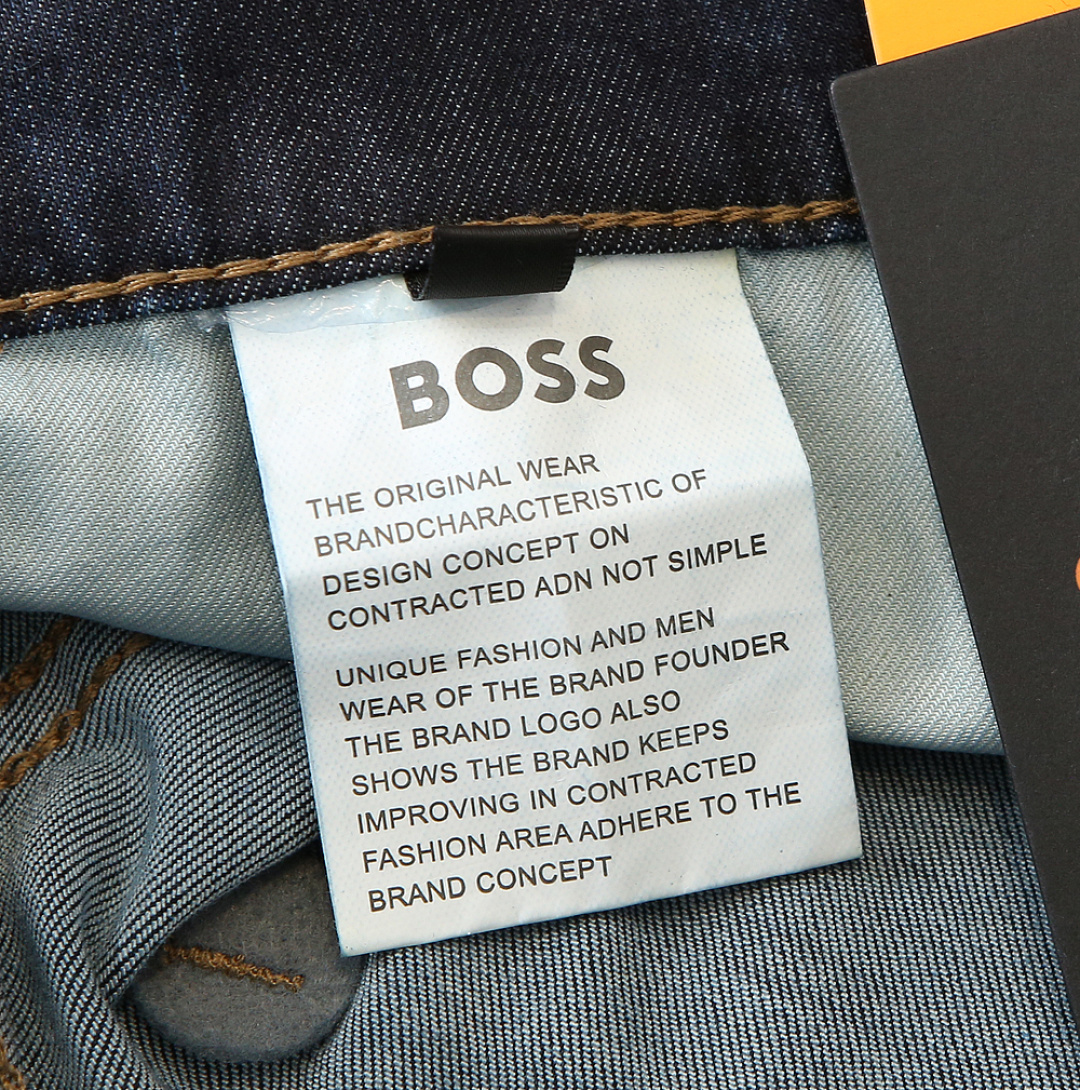 BOSS
THE ORIGINAL WEAR
BRANDCHARACTERISTIC OF
DESIGN CONCEPT ON
CONTRACTED ADN NOT SIMPLE
UNIQUE FASHION AND MEN
WEAR OF THE BRAND FOUNDER
THE BRAND LOGO ALSO
SHOWS THE BRAND KEEPS
IMPROVING IN CONTRACTED
FASHION AREA ADHERE TO THE
BRAND CONCEPT